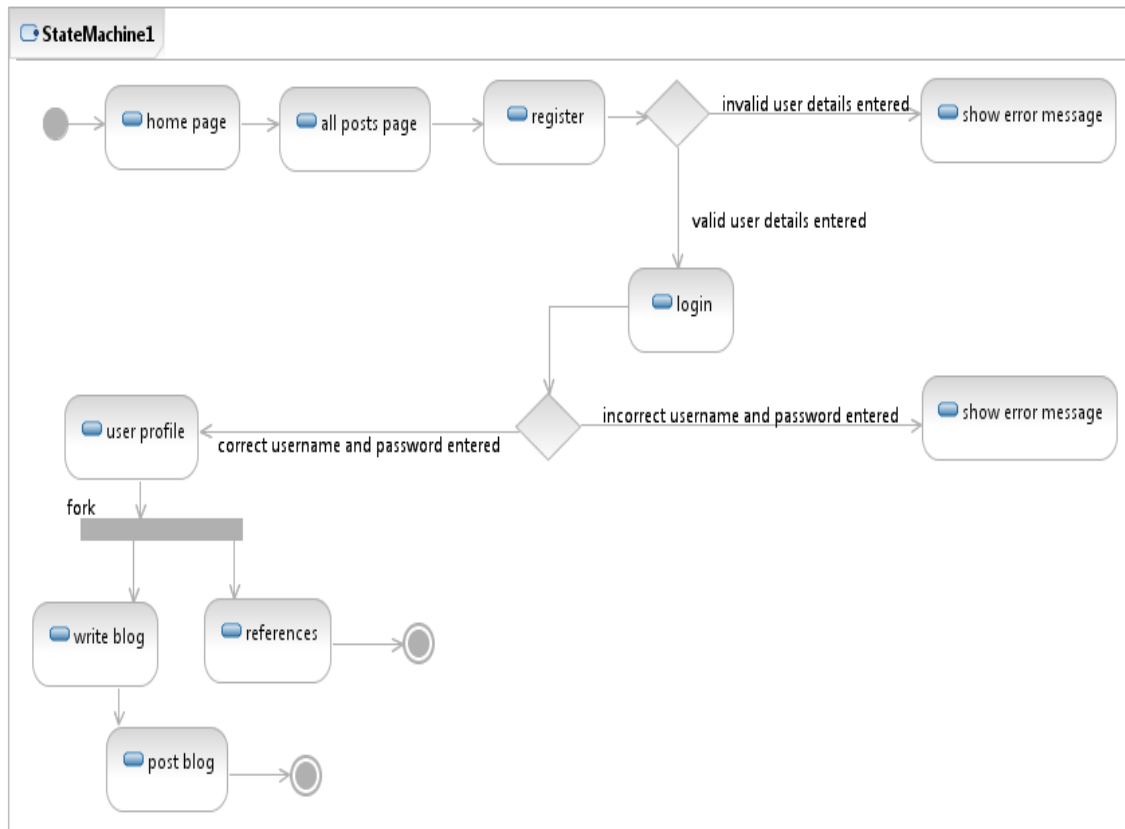 StateMachine1
home page
all posts page
register
invalid user details entered
show error message
valid user details entered
login
user profile
correct username and password entered
incorrect username and password entered
show error message
fork
write blog
references
post blog